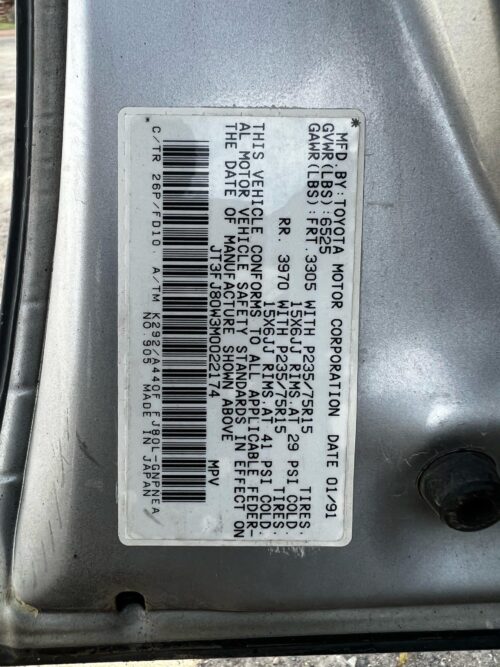 MFD. BY: TOYOTA MOTOR CORPORATION DATE 01/91
GVWR(LBS):6525
GAWR(LBS):FRT.3305 WITH P235/75R15 TIRES.
15X6JJ RIMS.AT 29 PSI COLD.
RR. 3970 WITH P235/75R15 TIRES.
15X6JJ RIMS.AT 41 PSI COLD.
THIS VEHICLE CONFORMS TO ALL APPLICABLE FEDER-
AL MOTOR VEHICLE SAFETY STANDARDS IN EFFECT ON
THE DATE OF MANUFACTURE SHOWN ABOVE
JT3FJ80W3M0022174 MPV
C/TR 26P/FD10. A/TM K292/A440F FJ80L-GNPNEA
NO.905 MADE IN JAPAN